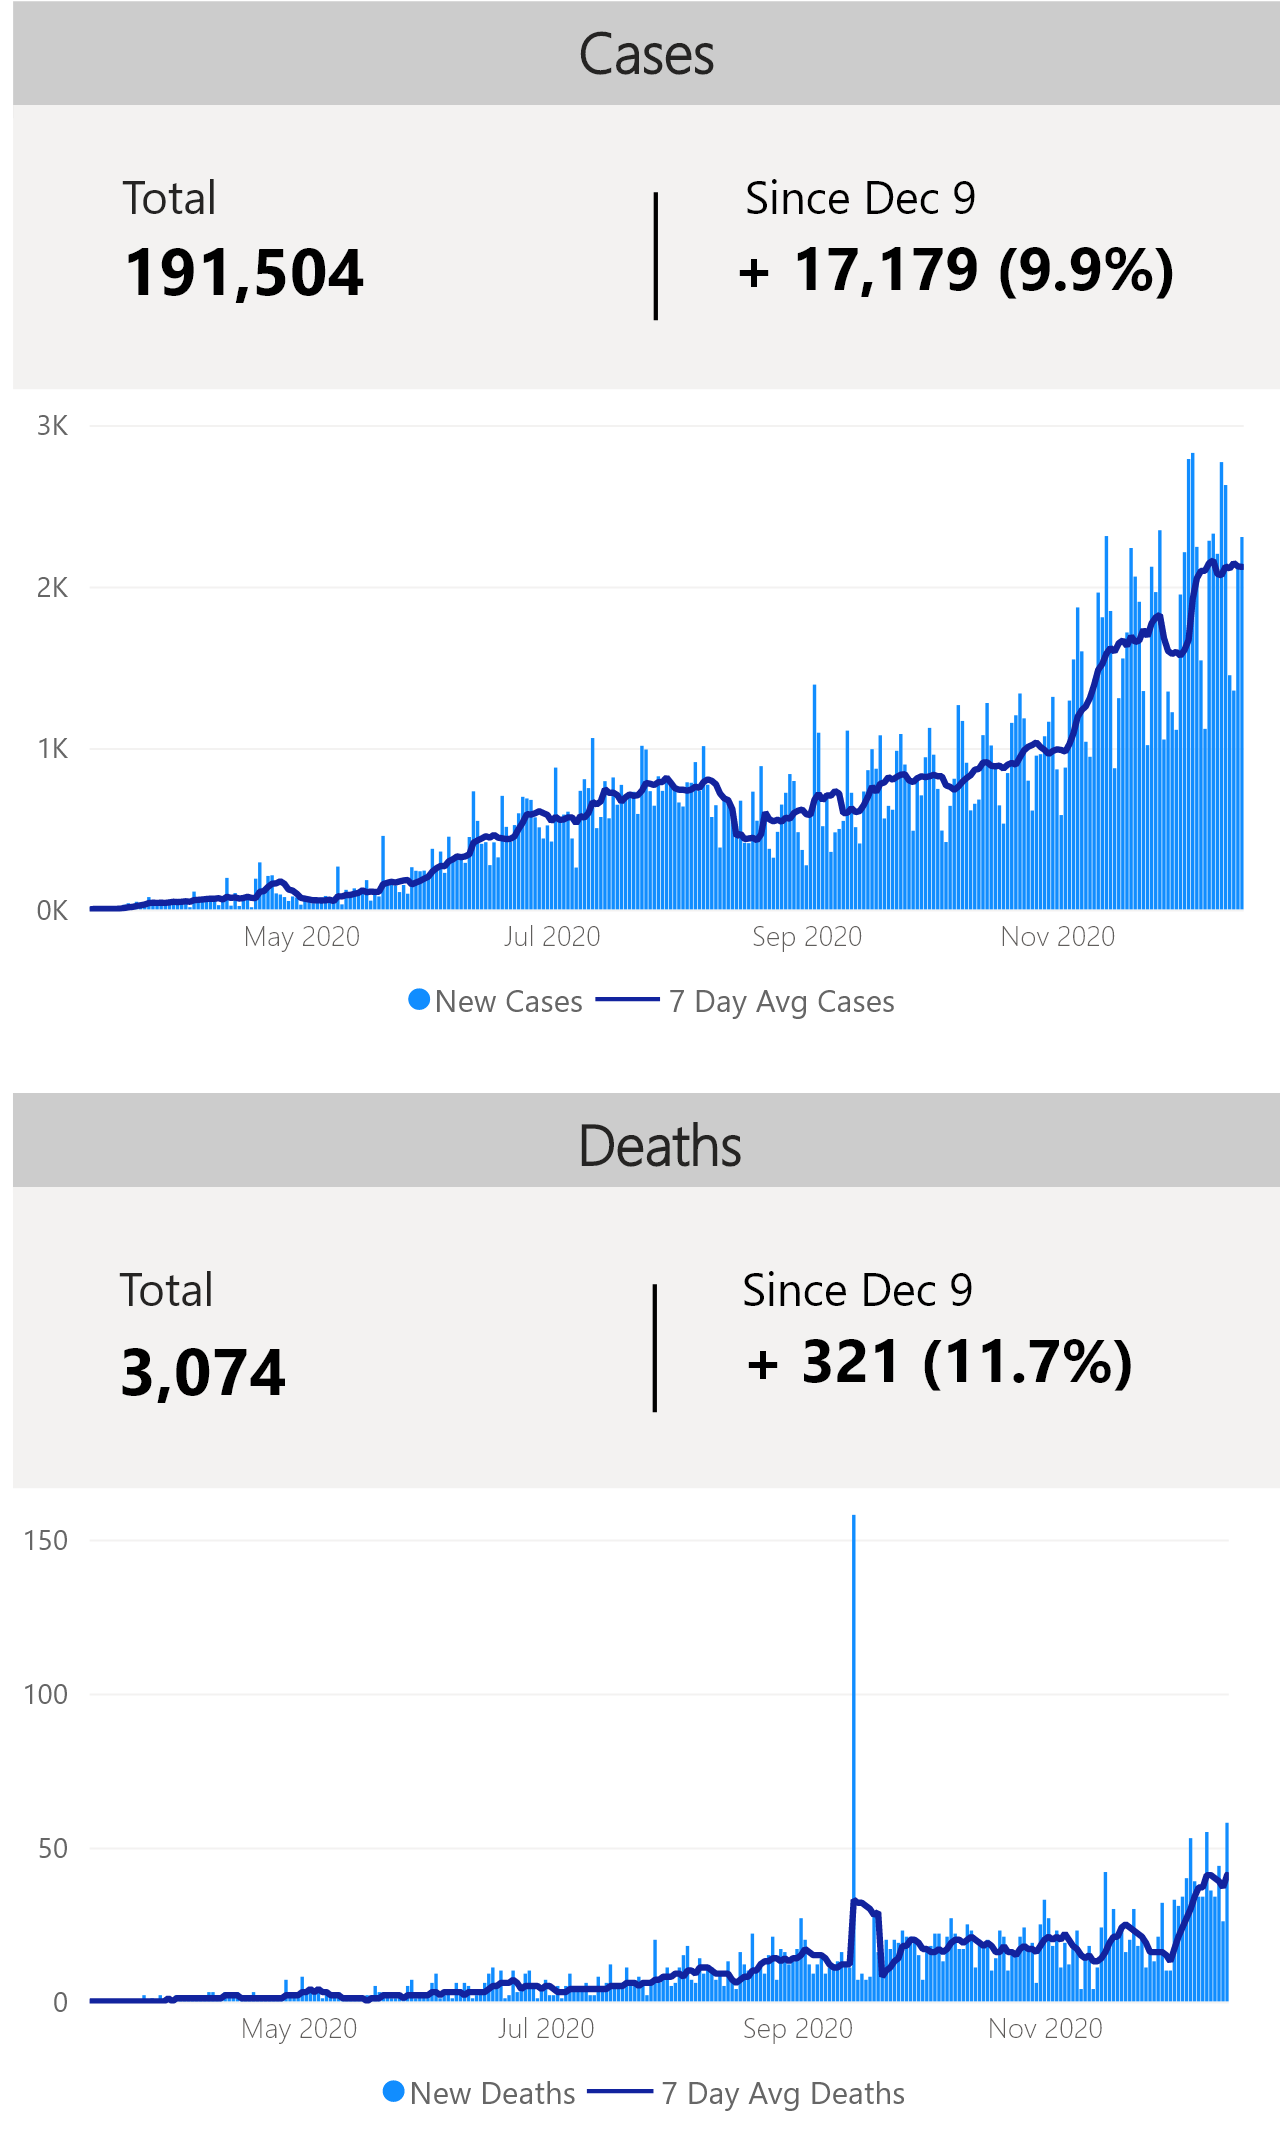 Cases
Total
Since Dec 9
191,504
+ 17,179 (9.9%)
3K
2K
1K
0K
May 2020
Jul 2020
Sep 2020
Nov 2020
New Cases
7 Day Avg Cases
Deaths
Total
Since Dec 9
3,074
+ 321 (11.7%)
150
100
50
0
May 2020
Jul 2020
Sep 2020
Nov 2020
New Deaths
7 Day Avg Deaths